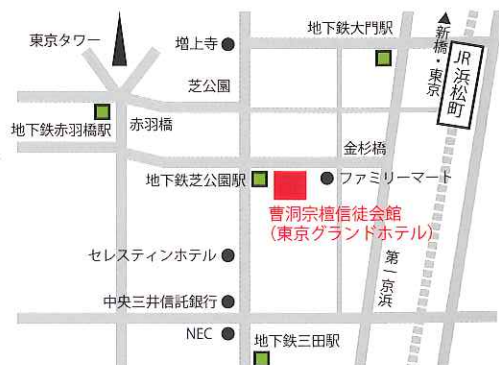 地下鉄大門駅
新橋・東京
東京タワー
増上寺
JR 浜松町
芝公園
地下鉄赤羽橋駅
赤羽橋
金杉橋
地下鉄芝公園駅
ファミリーマート
曹洞宗檀信徒会館
（東京グランドホテル）
セレスティンホテル
第一京浜
中央三井信託銀行
NEC
地下鉄三田駅